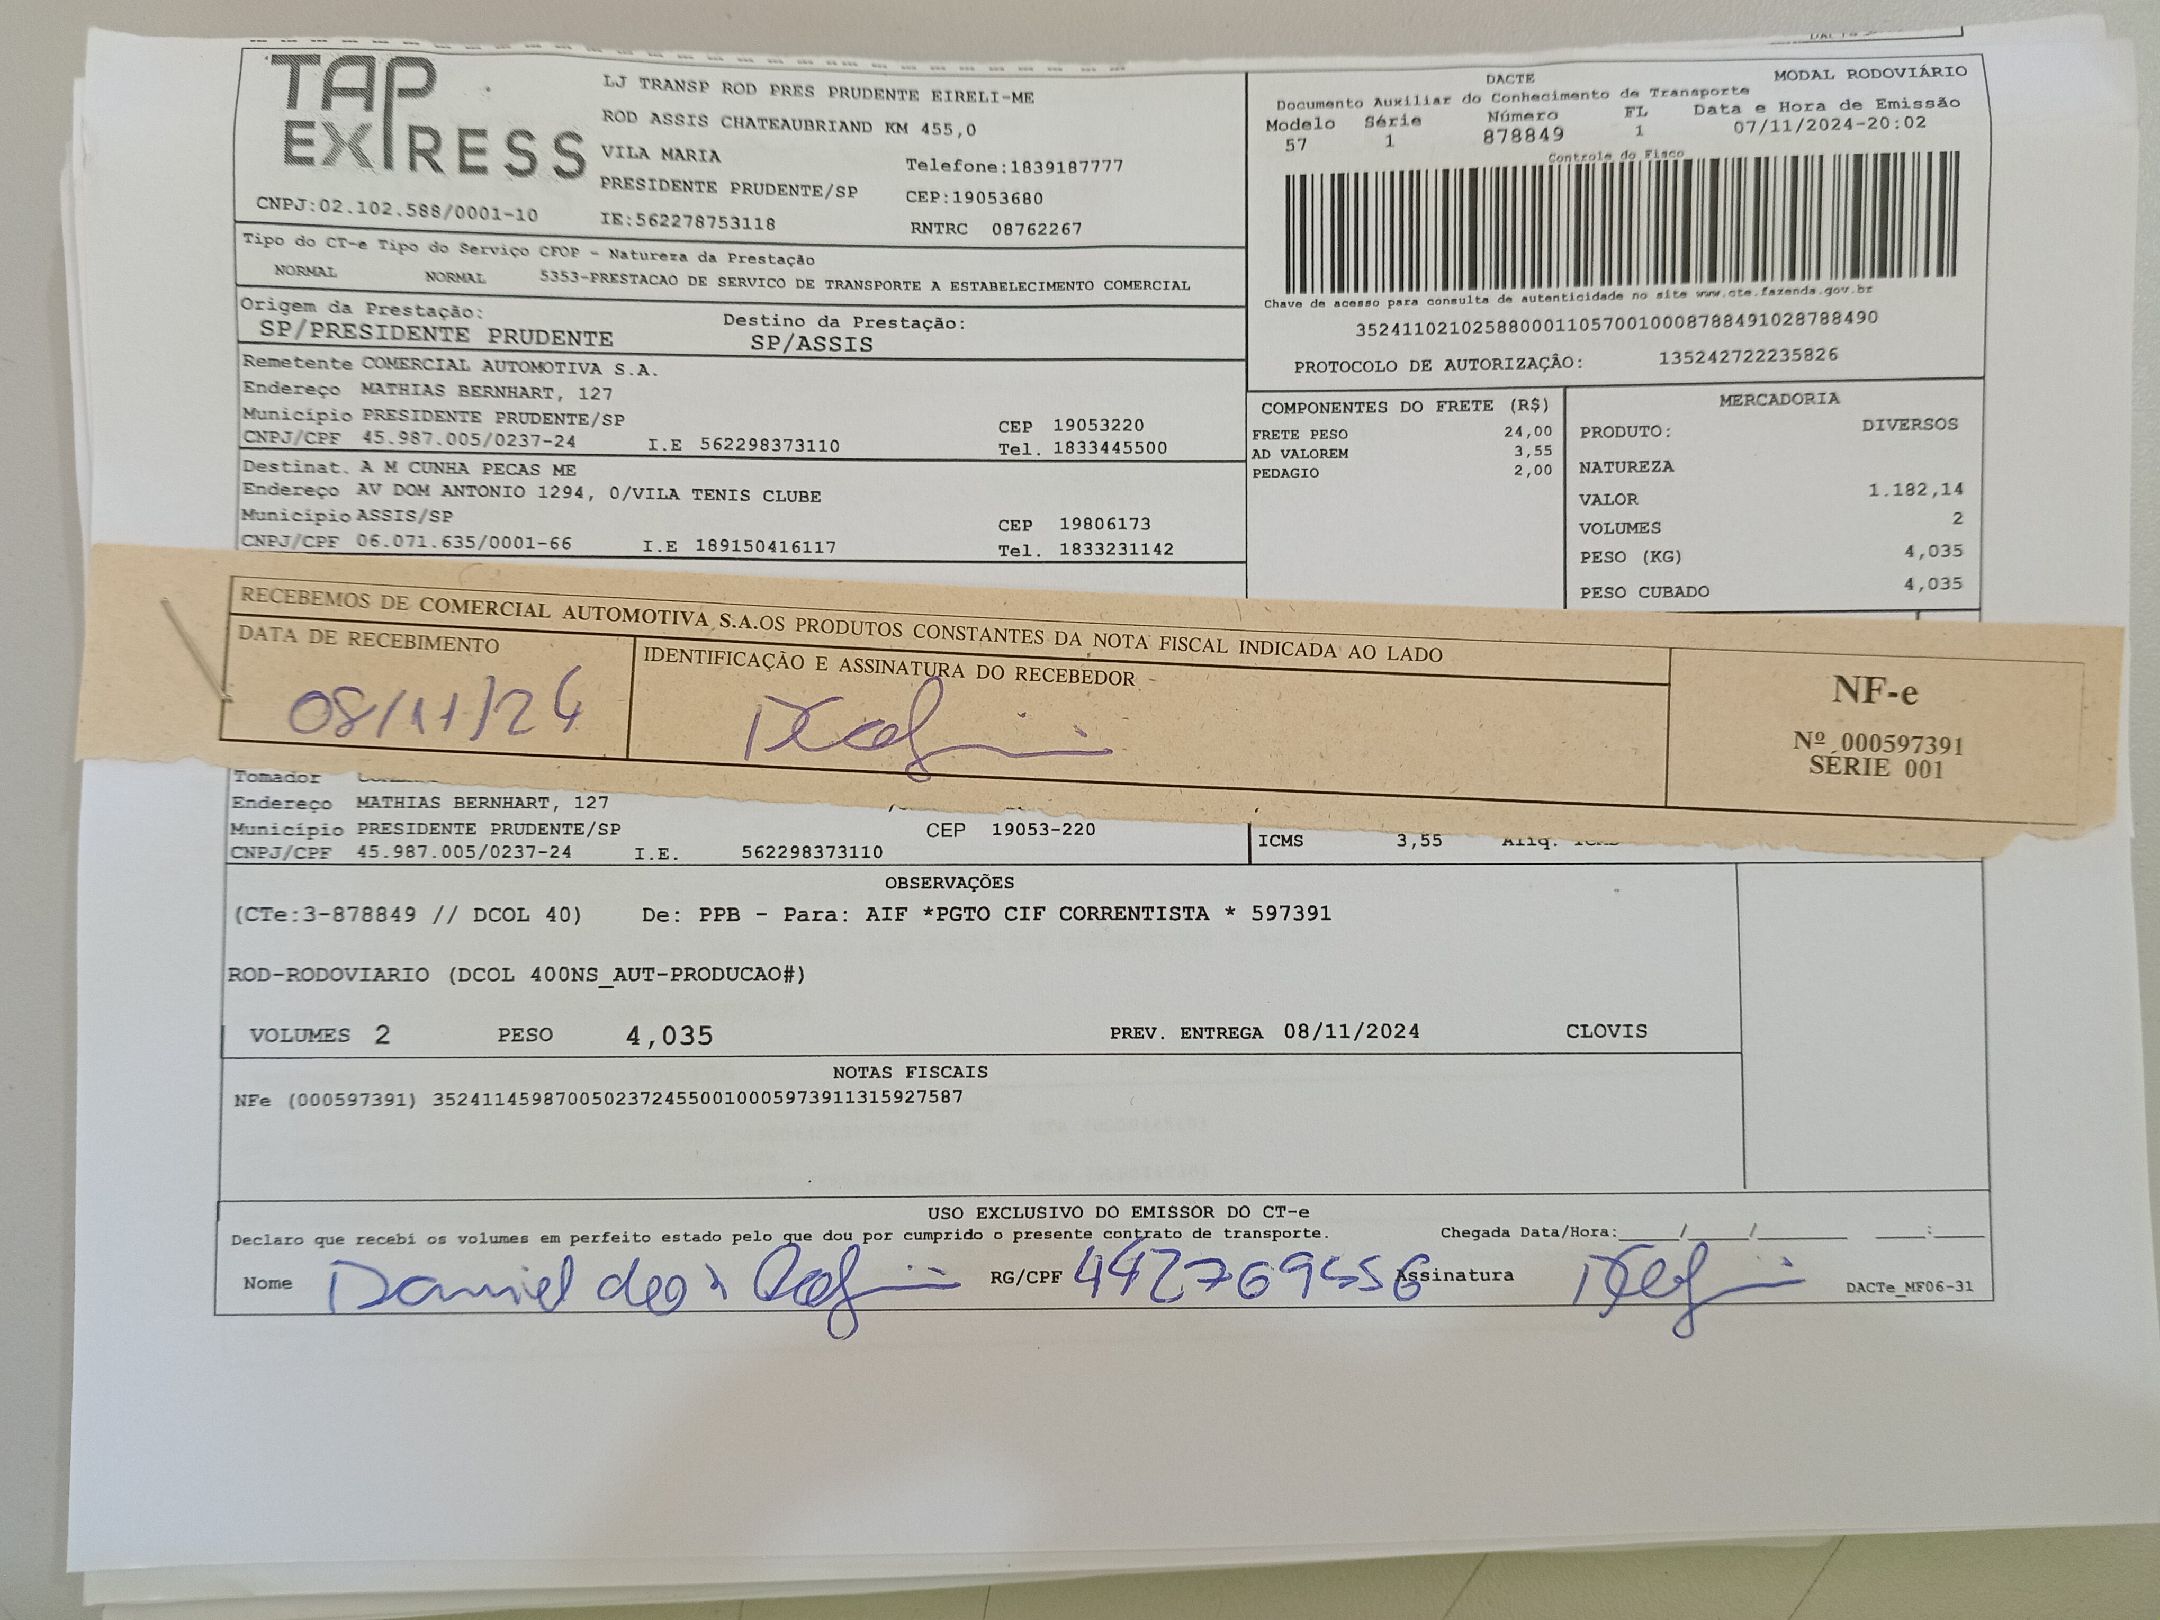 TAP
EXPRESS
CNPJ:02.102.588/0001-10
LJ TRANSP ROD PRES PRUDENTE EIRELI-ME
ROD ASSIS CHATEAUBRIAND KM 455,0
VILA MARIA
Telefone:1839187777
PRESIDENTE PRUDENTE/SP
CEP:19053680
IE:562278753118
RNTRC 08762267
DACTE
MODAL RODOVIÁRIO
Documento Auxiliar do Conhecimento de Transporte
Modelo Série Número FL Data e Hora de Emissão
57 1 878849 1 07/11/2024-20:02
Controle do Fisco
Chave de acesso para consulta de autenticidade no site www.cte.fazenda.gov.br
35241102102588000110570010008788491028788490
PROTOCOLO DE AUTORIZAÇÃO: 135242722235826
Tipo do CT-e Tipo do Serviço CFOP - Natureza da Prestação
NORMAL NORMAL 5353-PRESTACAO DE SERVICO DE TRANSPORTE A ESTABELECIMENTO COMERCIAL
Origem da Prestação: Destino da Prestação:
SP/PRESIDENTE PRUDENTE SP/ASSIS
Remetente COMERCIAL AUTOMOTIVA S.A.
Endereço MATHIAS BERNHART, 127
Município PRESIDENTE PRUDENTE/SP CEP 19053220
CNPJ/CPF 45.987.005/0237-24 I.E 562298373110 Tel. 1833445500
Destinat. A M CUNHA PECAS ME
Endereço AV DOM ANTONIO 1294, 0/VILA TENIS CLUBE
Município ASSIS/SP CEP 19806173
CNPJ/CPF 06.071.635/0001-66 I.E 189150416117 Tel. 1833231142
COMPONENTES DO FRETE (R$)
FRETE PESO 24,00
AD VALOREM 3,55
PEDAGIO 2,00
MERCADORIA
PRODUTO: DIVERSOS
NATUREZA
VALOR 1.182,14
VOLUMES 2
PESO (KG) 4,035
PESO CUBADO 4,035
RECEBEMOS DE COMERCIAL AUTOMOTIVA S.A.OS PRODUTOS CONSTANTES DA NOTA FISCAL INDICADA AO LADO
DATA DE RECEBIMENTO
08/11/24
IDENTIFICAÇÃO E ASSINATURA DO RECEBEDOR
NF-e
Nº 000597391
SÉRIE 001
Tomador
Endereço MATHIAS BERNHART, 127
Município PRESIDENTE PRUDENTE/SP CEP 19053-220
CNPJ/CPF 45.987.005/0237-24 I.E. 562298373110
ICMS 3,55
OBSERVAÇÕES
(CTe:3-878849 // DCOL 40) De: PPB - Para: AIF *PGTO CIF CORRENTISTA * 597391
ROD-RODOVIARIO (DCOL 400NS_AUT-PRODUCAO#)
VOLUMES 2 PESO 4,035 PREV. ENTREGA 08/11/2024 CLOVIS
NOTAS FISCAIS
NFe (000597391) 35241145987005023724550010005973911315927587
USO EXCLUSIVO DO EMISSOR DO CT-e
Declaro que recebi os volumes em perfeito estado pelo que dou por cumprido o presente contrato de transporte. Chegada Data/Hora:____/____/______ ____:____
Nome Daniel RG/CPF 442769556 Assinatura
DACTe_MF06-31